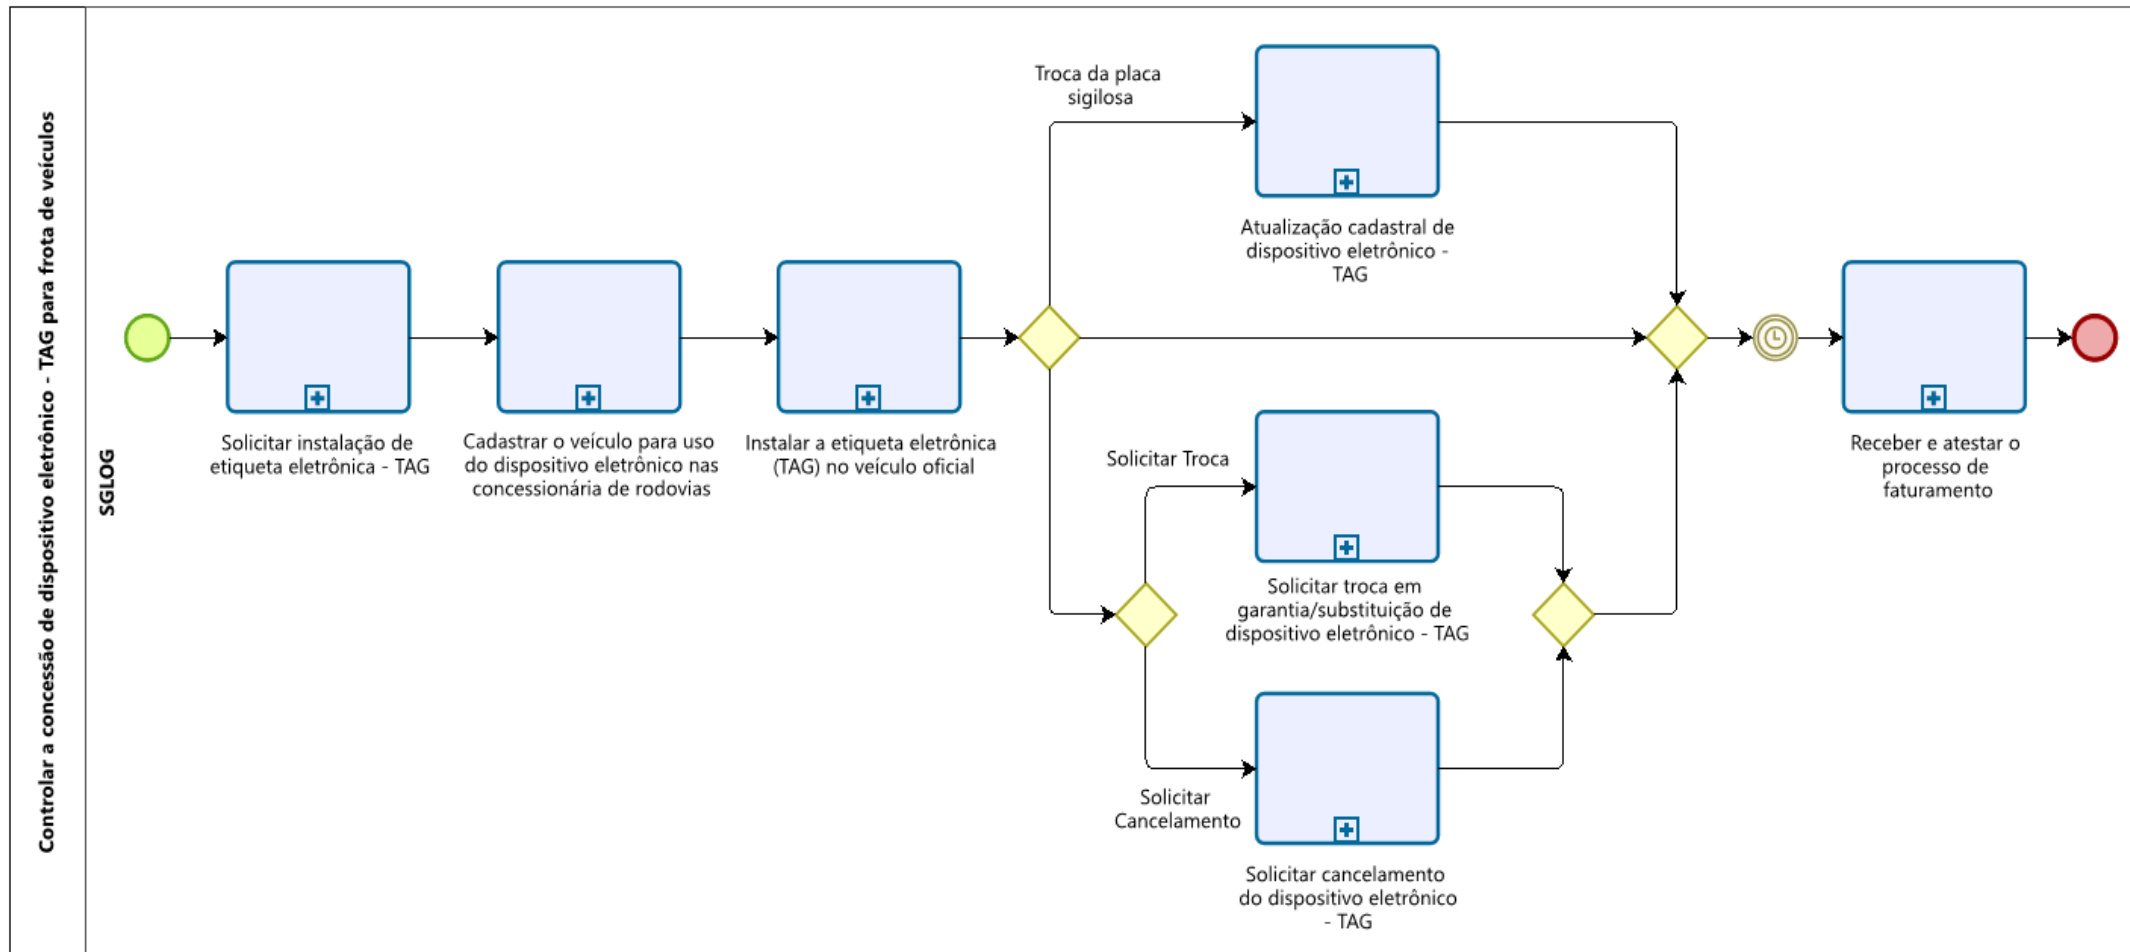 Controlar a concessão de dispositivo eletrônico - TAG para frota de veículos
SGLOG
Solicitar instalação de
etiqueta eletrônica - TAG
Cadastrar o veículo para uso
do dispositivo eletrônico nas
concessionária de rodovias
Instalar a etiqueta eletrônica
(TAG) no veículo oficial
Troca da placa
sigilosa
Atualização cadastral de
dispositivo eletrônico -
TAG
Solicitar Troca
Solicitar troca em
garantia/substituição de
dispositivo eletrônico - TAG
Solicitar
Cancelamento
Solicitar cancelamento
do dispositivo eletrônico
- TAG
Receber e atestar o
processo de
faturamento